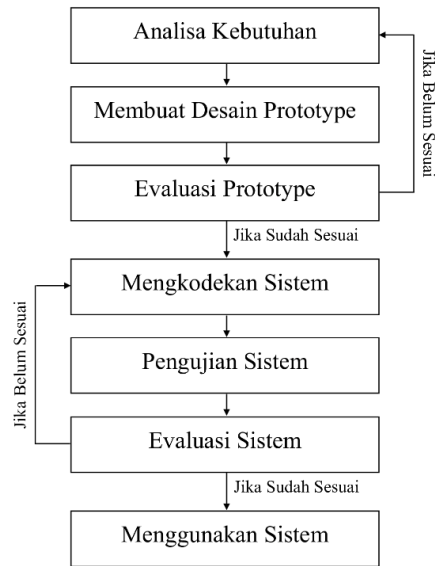 Analisa Kebutuhan
Jika Belum Sesuai
Membuat Desain Prototype
Evaluasi Prototype
Jika Sudah Sesuai
Mengkodekan Sistem
Jika Belum Sesuai
Pengujian Sistem
Evaluasi Sistem
Jika Sudah Sesuai
Menggunakan Sistem